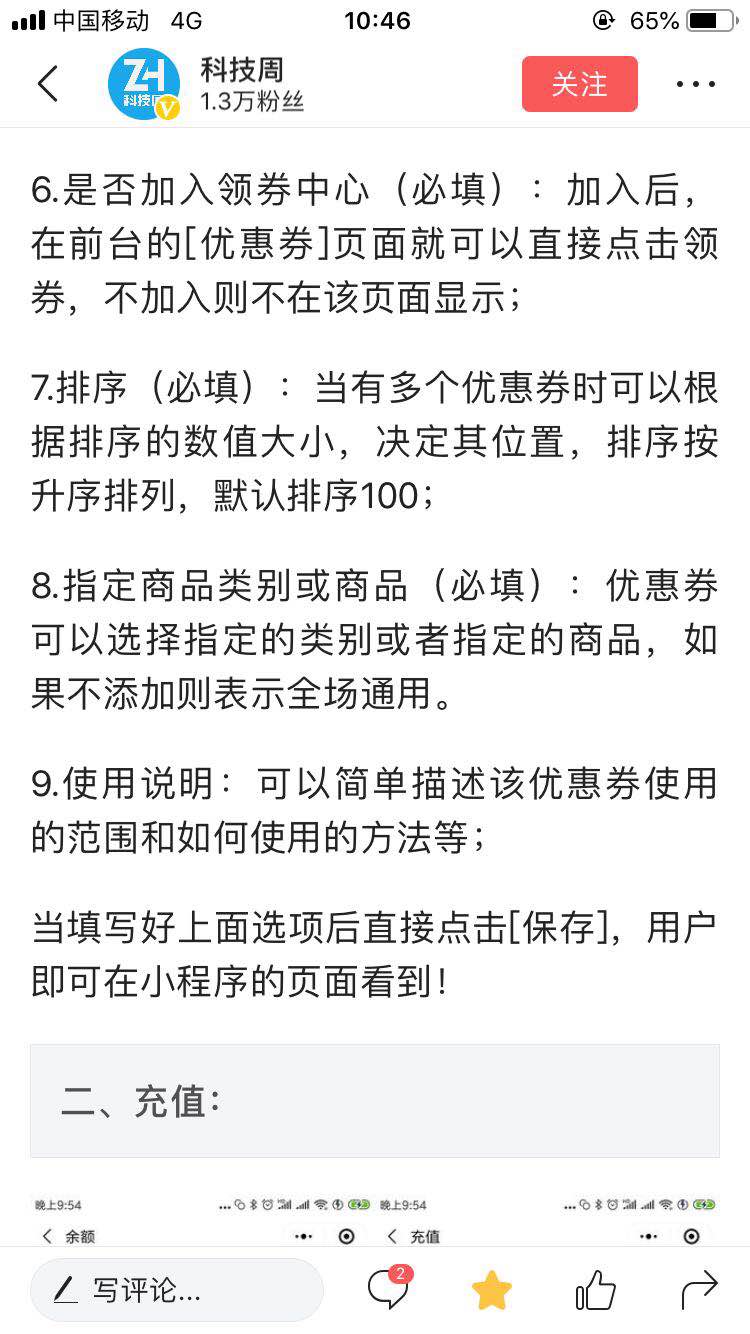 中国移动 4G 10:46 65%
ZH
科技周
科技周
1.3万粉丝
关注
6.是否加入领券中心（必填）：加入后，
在前台的[优惠券]页面就可以直接点击领
券，不加入则不在该页面显示；
7.排序（必填）：当有多个优惠券时可以根
据排序的数值大小，决定其位置，排序按
升序排列，默认排序100；
8.指定商品类别或商品（必填）：优惠券
可以选择指定的类别或者指定的商品，如
果不添加则表示全场通用。
9.使用说明：可以简单描述该优惠券使用
的范围和如何使用的方法等；
当填写好上面选项后直接点击[保存]，用户
即可在小程序的页面看到！
二、充值：
晚上9:54 晚上9:54
余额 充值
写评论... 2